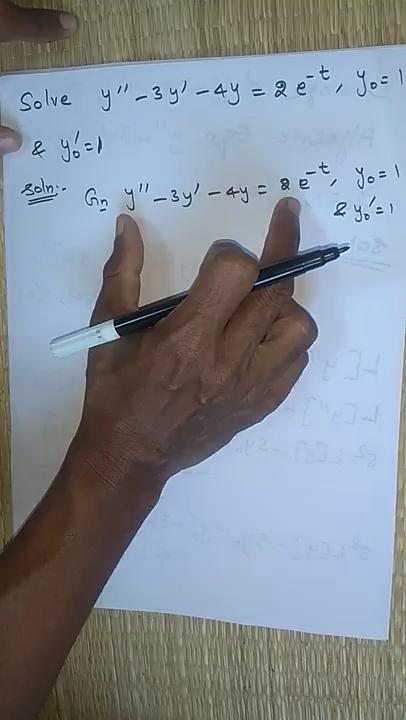 Solve y'' - 3y' - 4y = 2e^-t, y₀ = 1
& y₀' = 1
Soln:- Gn y'' - 3y' - 4y = 2e^-t, y₀ = 1
& y₀' = 1